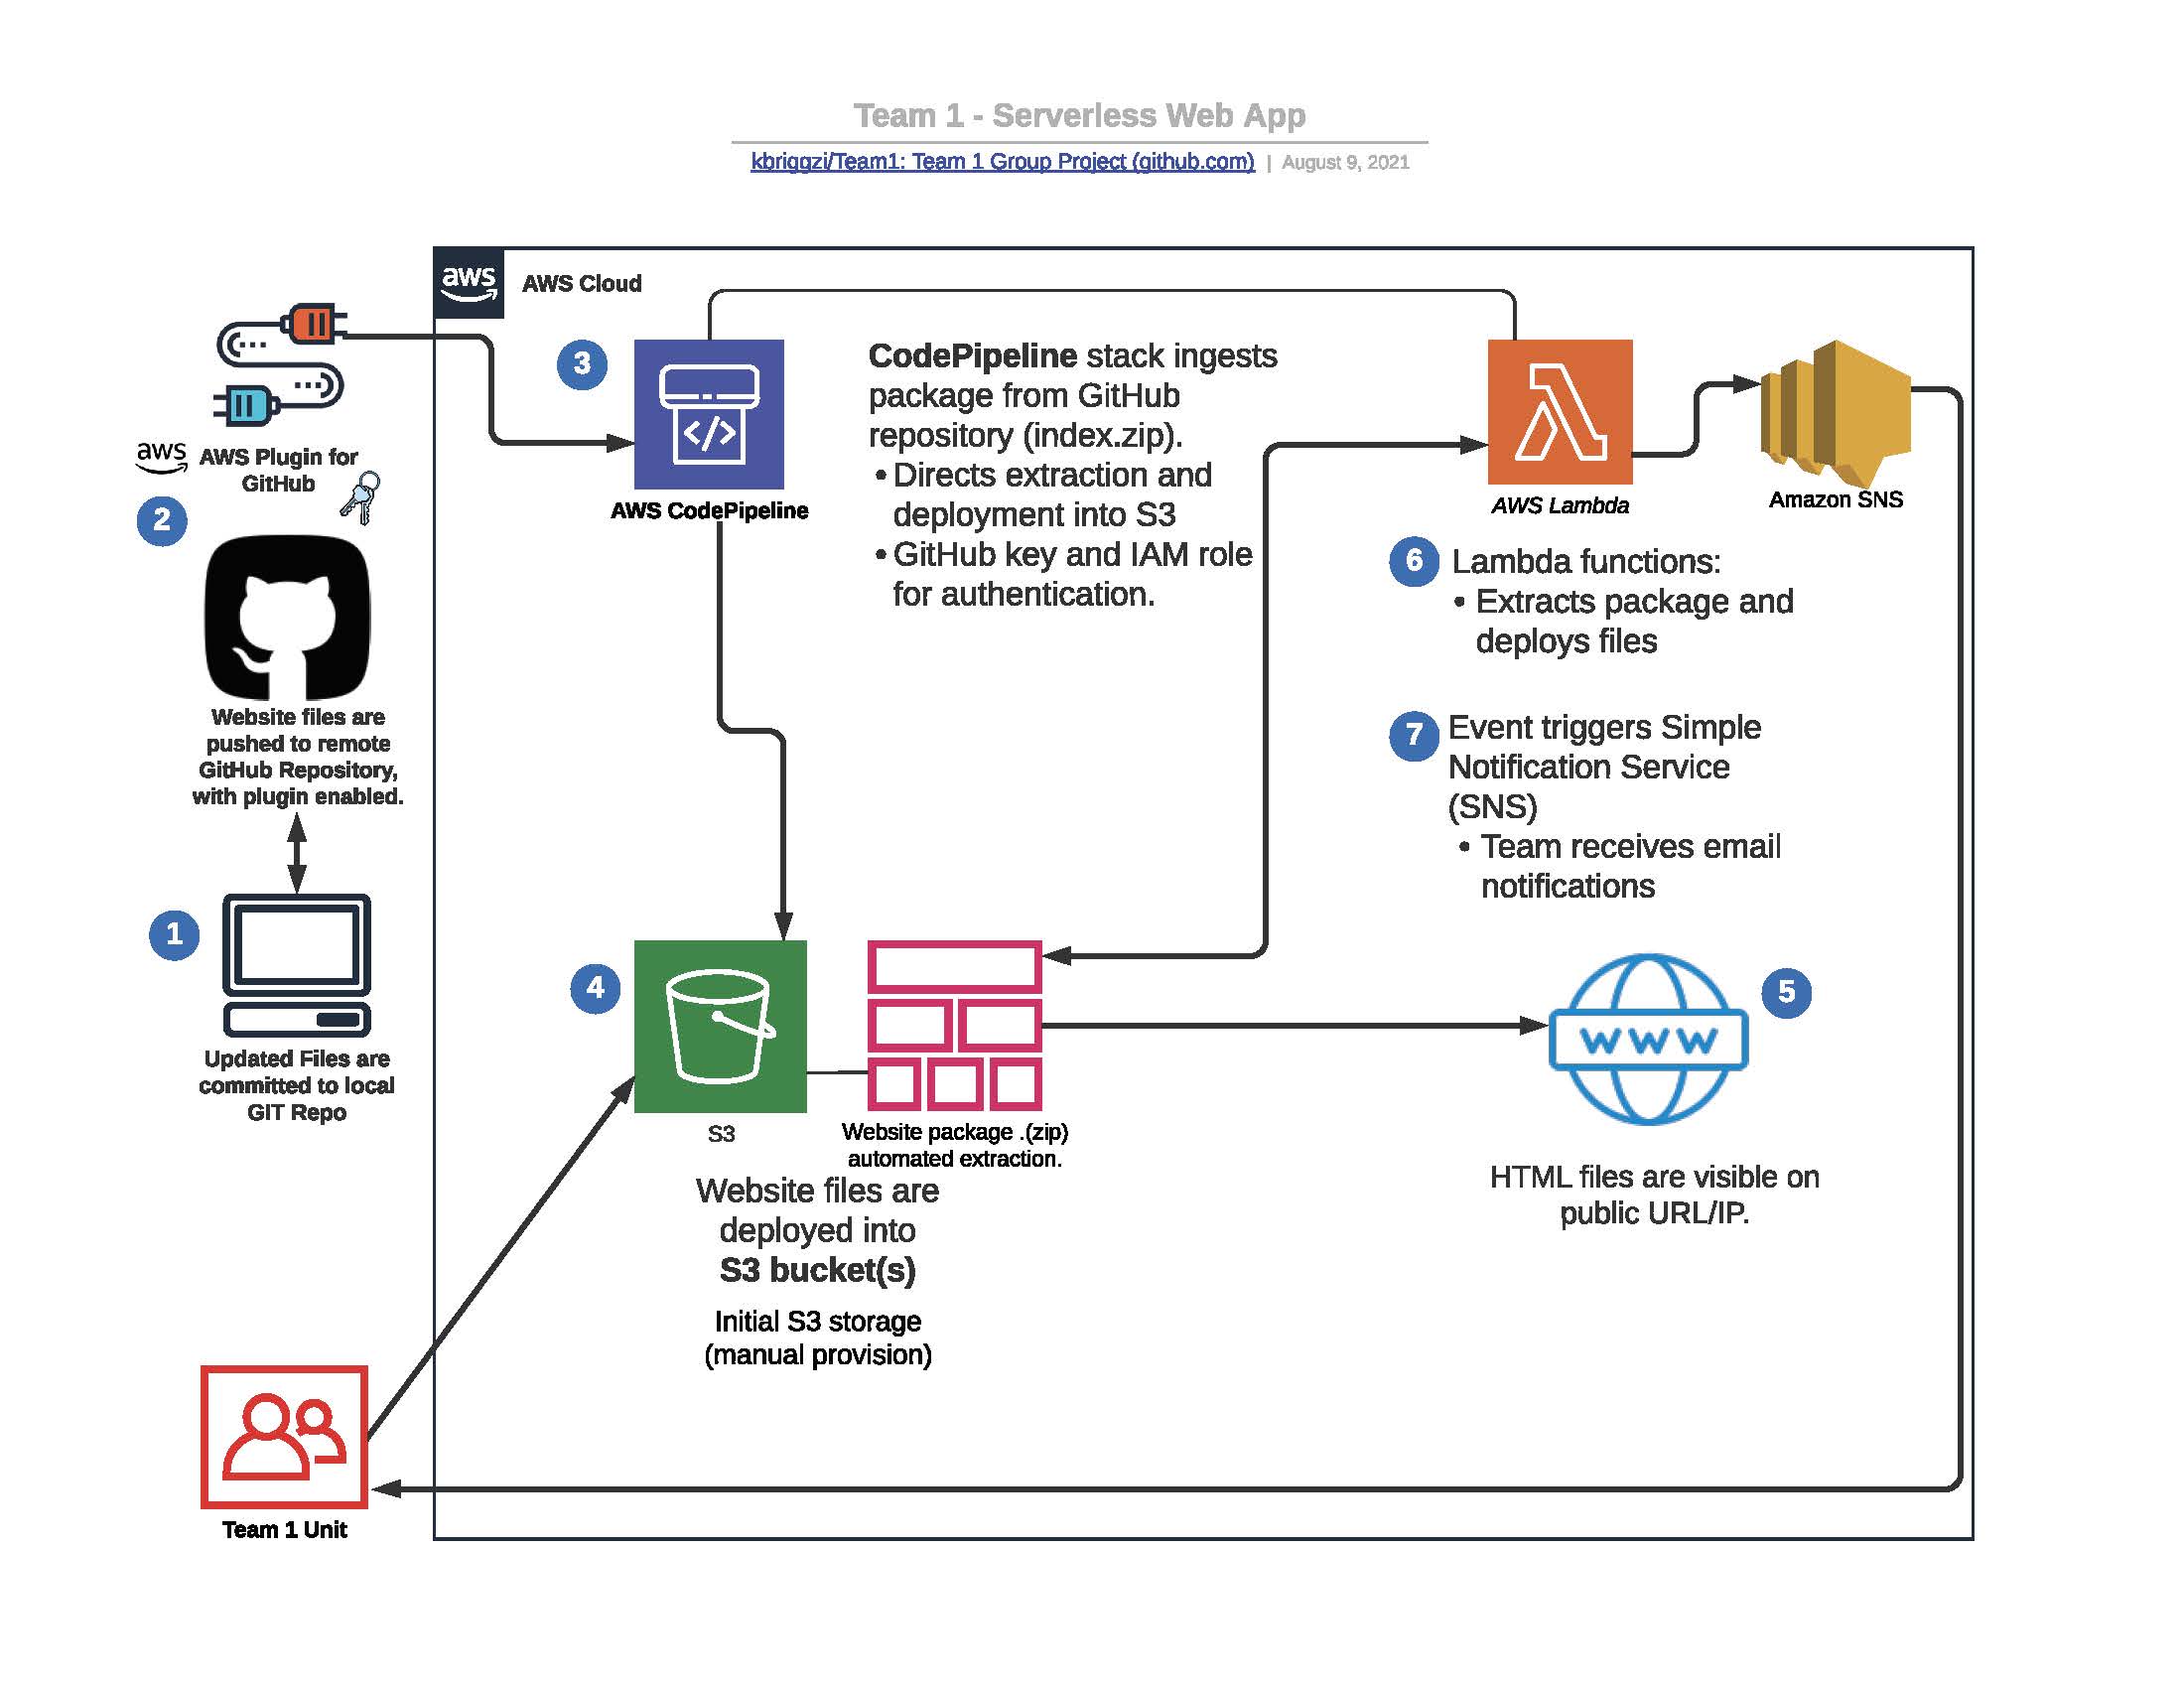 Team 1 - Serverless Web App
kbriggzi/Team1: Team 1 Group Project (github.com) | August 9, 2021
aws
AWS Cloud
aws
AWS Plugin for
GitHub
2
Website files are
pushed to remote
GitHub Repository,
with plugin enabled.
1
Updated Files are
committed to local
GIT Repo
Team 1 Unit
3
</>
AWS CodePipeline
CodePipeline stack ingests
package from GitHub
repository (index.zip).
• Directs extraction and
deployment into S3
• GitHub key and IAM role
for authentication.
AWS Lambda
Amazon SNS
6
Lambda functions:
• Extracts package and
deploys files
7
Event triggers Simple
Notification Service
(SNS)
• Team receives email
notifications
4
S3
Website package .(zip)
automated extraction.
Website files are
deployed into
S3 bucket(s)
Initial S3 storage
(manual provision)
5
WWW
HTML files are visible on
public URL/IP.